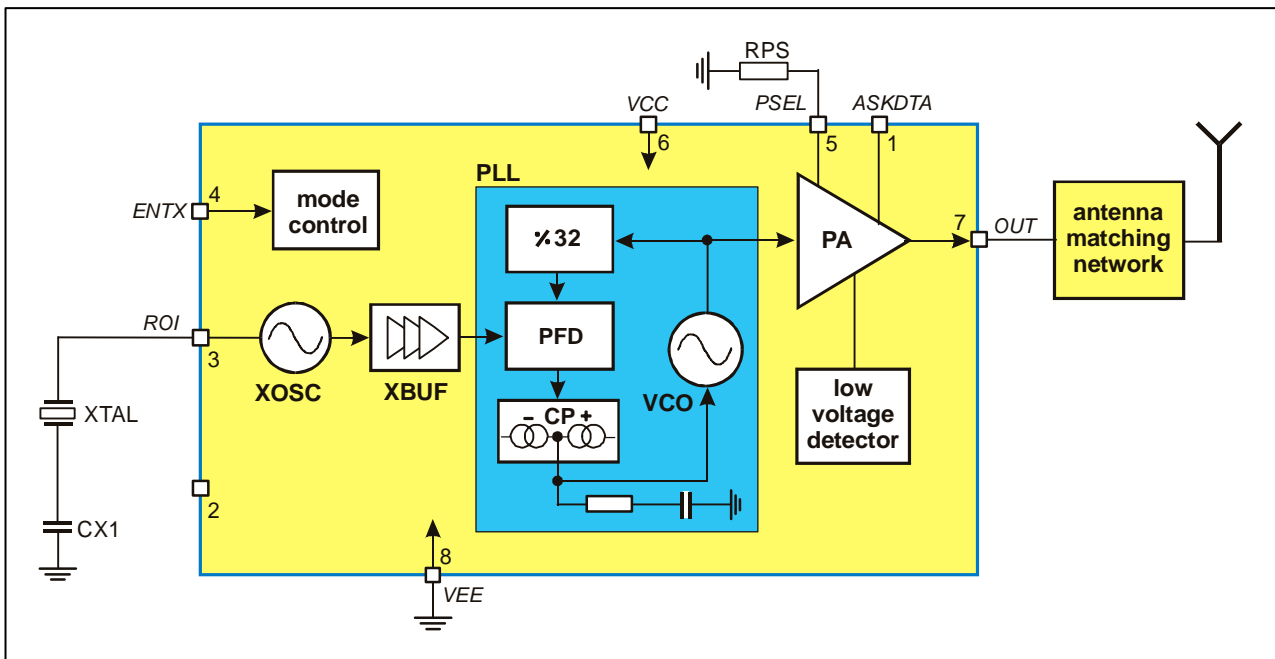 RPS
VCC
PSEL
ASKDTA
6
5
1
PLL
ENTX
4
mode
control
٪ 32
PA
7
OUT
antenna
matching
network
ROI
3
XOSC
XBUF
PFD
VCO
low
voltage
detector
XTAL
- CP +
2
CX1
8
VEE